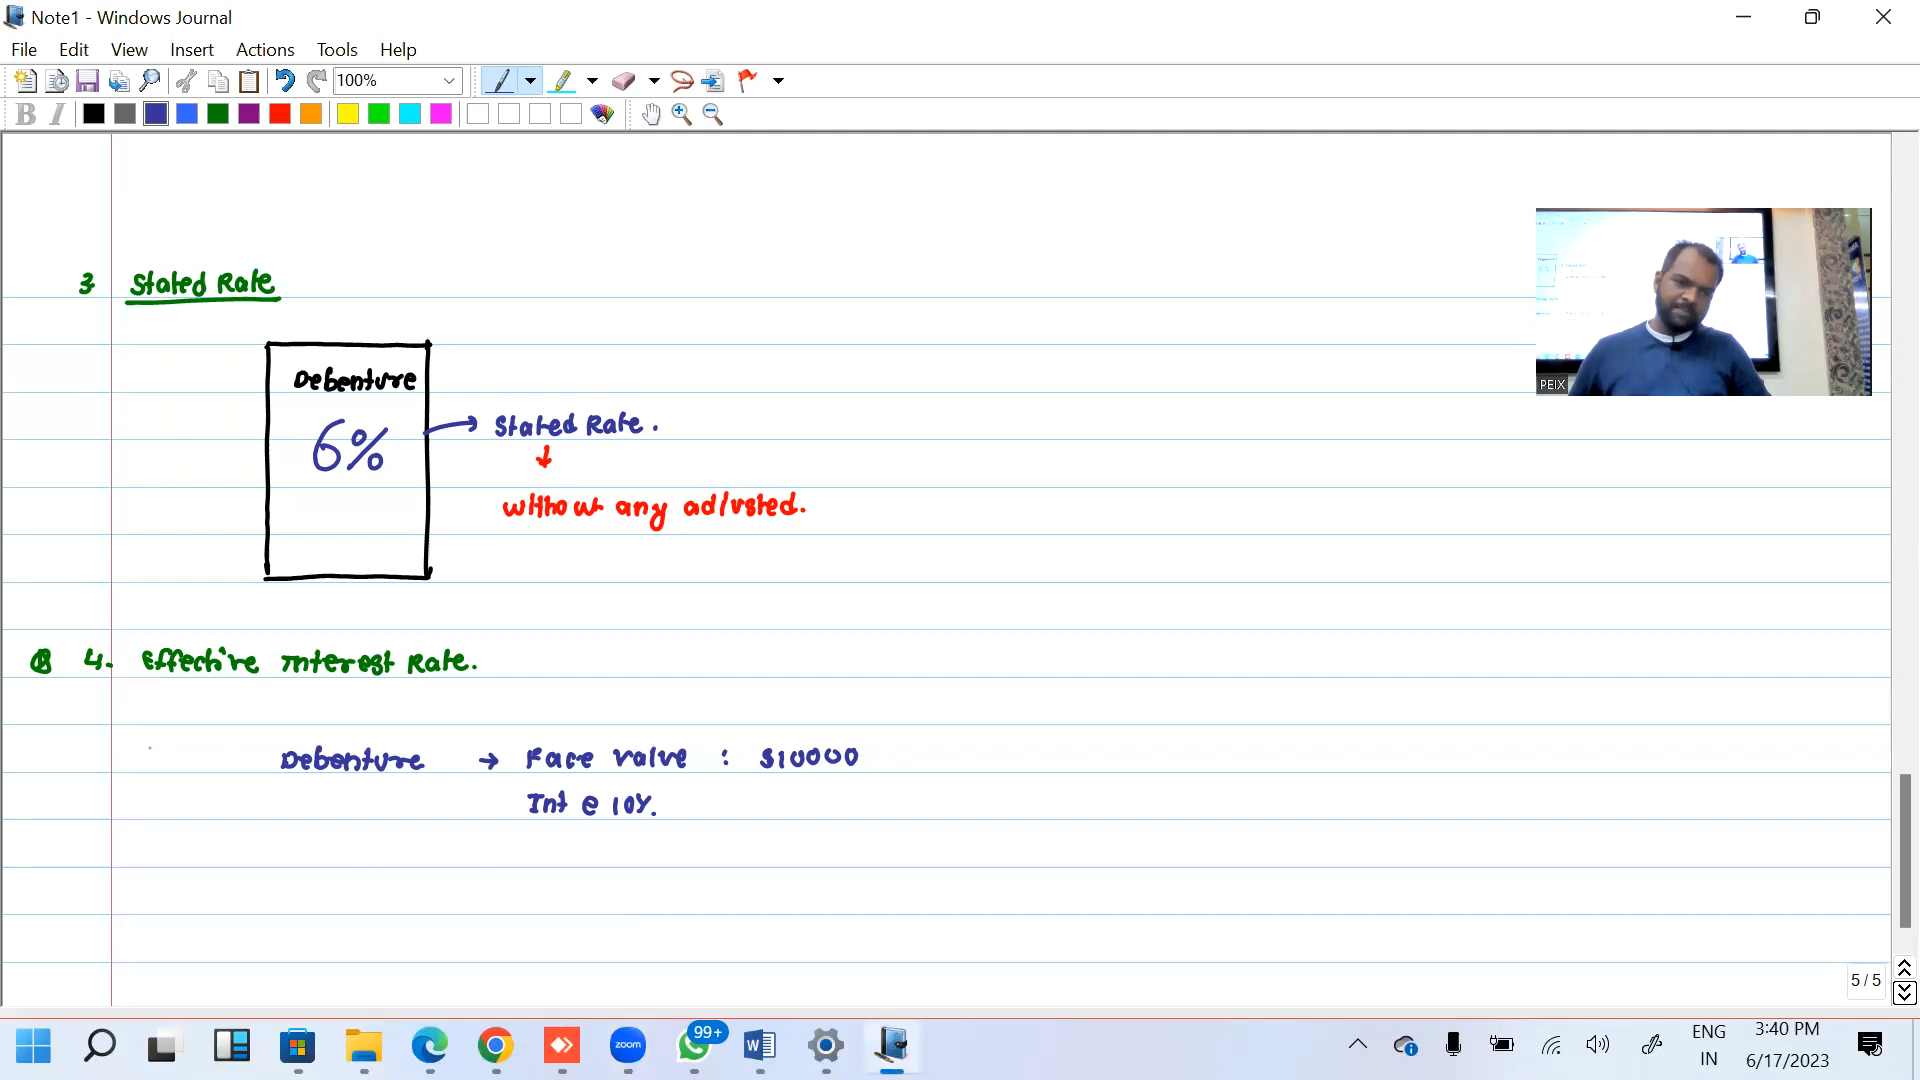 Note1 - Windows Journal
File Edit View Insert Actions Tools Help
100%
B I
3 Stated Rate
Debenture
6%
Stated Rate.
without any adjusted.
PEIX
4. Effective Interest Rate.
Debenture → Face value : $10000
Int @ 10%.
5 / 5
99+
zoom
W
ENG
IN
3:40 PM
6/17/2023